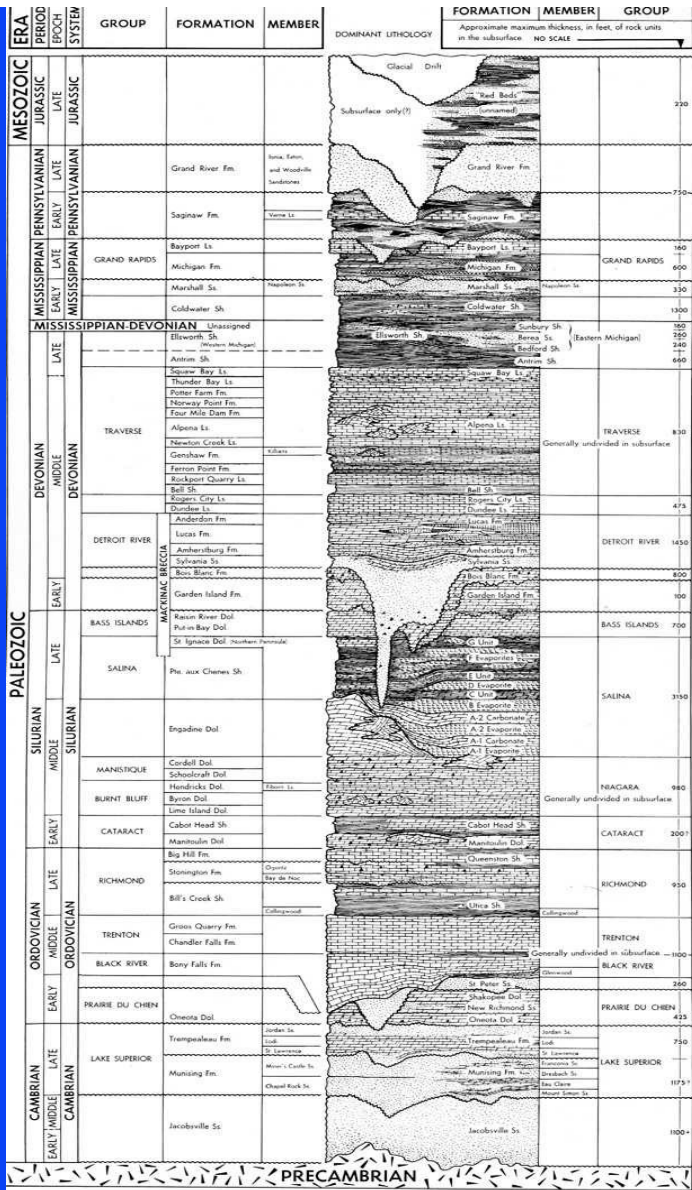 ERA
PERIOD
EPOCH
SYSTEM
GROUP
FORMATION
MEMBER
DOMINANT LITHOLOGY
FORMATION MEMBER GROUP
Approximate maximum thickness, in feet, of rock units
in the subsurface NO SCALE
MESOZOIC
JURASSIC
LATE
JURASSIC
Glacial Drift
Subsurface only(?)
"Red Beds"
(unnamed)
220
PALEOZOIC
PENNSYLVANIAN
LATE
PENNSYLVANIAN
Grand River Fm.
Ionia, Eaton,
and Woodville
Sandstones
Grand River Fm.
750
EARLY
Saginaw Fm.
Verne Ls.
Saginaw Fm.
MISSISSIPPIAN
LATE
MISSISSIPPIAN
GRAND RAPIDS
Bayport Ls.
Bayport Ls.
160
GRAND RAPIDS
Michigan Fm.
Michigan Fm.
600
EARLY
Marshall Ss.
Napoleon Ss.
Marshall Ss.
Napoleon Ss.
330
Coldwater Sh.
Coldwater Sh.
1300
MISSISSIPPIAN-DEVONIAN Unassigned
Ellsworth Sh.
(Western Michigan)
Antrim Sh.
Ellsworth Sh.
Sunbury Sh. 160
Berea Ss. 260
(Eastern Michigan)
Bedford Sh. 240
Antrim Sh. 660
DEVONIAN
LATE
DEVONIAN
MIDDLE
TRAVERSE
Squaw Bay Ls.
Thunder Bay Ls.
Potter Farm Fm.
Norway Point Fm.
Four Mile Dam Fm.
Alpena Ls.
Newton Creek Ls.
Genshaw Fm.
Killians
Ferron Point Fm.
Rockport Quarry Ls.
Bell Sh.
Squaw Bay Ls.
Alpena Ls.
Bell Sh.
TRAVERSE
Generally undivided in subsurface
Rogers City Ls.
Dundee Ls.
Rogers City Ls.
Dundee Ls.
475
DETROIT RIVER
Anderdon Fm.
Lucas Fm.
Amherstburg Fm.
Sylvania Ss.
MACKINAC BRECCIA
Lucas Fm.
Amherstburg Fm.
Sylvania Ss.
DETROIT RIVER
1450
EARLY
Bois Blanc Fm.
Garden Island Fm.
Bois Blanc Fm.
800
Garden Island Fm.
100
SILURIAN
LATE
SILURIAN
BASS ISLANDS
Raisin River Dol.
Put-in-Bay Dol.
BASS ISLANDS
700
SALINA
St Ignace Dol. (Northern Peninsula)
Pte. aux Chenes Sh.
G Unit
F Evaporites
E Unit
D Evaporite
C Unit
B Evaporite
A-2 Carbonate
A-2 Evaporite
A-1 Carbonate
A-1 Evaporite
SALINA
3150
MIDDLE
Engadine Dol.
MANISTIQUE
Cordell Dol.
Schoolcraft Dol.
BURNT BLUFF
Hendricks Dol.
Byron Dol.
Lime Island Dol.
NIAGARA
Generally undivided in subsurface
EARLY
CATARACT
Cabot Head Sh.
Manitoulin Dol.
Cabot Head Sh.
Manitoulin Dol.
CATARACT
200?
ORDOVICIAN
LATE
ORDOVICIAN
RICHMOND
Big Hill Fm.
Stonington Fm.
Bay de Noc
Bill's Creek Sh.
Collingwood
Queenston Sh.
Utica Sh.
Collingwood
RICHMOND
MIDDLE
TRENTON
Groos Quarry Fm.
Chandler Falls Fm.
TRENTON
Generally undivided in subsurface
1100
BLACK RIVER
Bony Falls Fm.
BLACK RIVER
Glenwood
EARLY
PRAIRIE DU CHIEN
Oneota Dol.
St Peter Ss.
260
Shakopee Dol.
New Richmond Ss.
Oneota Dol.
PRAIRIE DU CHIEN
425
CAMBRIAN
LATE
CAMBRIAN
LAKE SUPERIOR
Trempealeau Fm.
Jordan Ss.
Lodi
St Lawrence
Trempealeau Fm.
Jordan Ss.
Lodi
St Lawrence
750
Munising Fm.
Miner's Castle Ss.
Chapel Rock Ss.
Munising Fm.
Franconia Ss.
Dresbach Ss.
Eau Claire
Mount Simon Ss.
LAKE SUPERIOR
1175?
EARLY
MIDDLE
Jacobsville Ss.
Jacobsville Ss.
1100+
PRECAMBRIAN